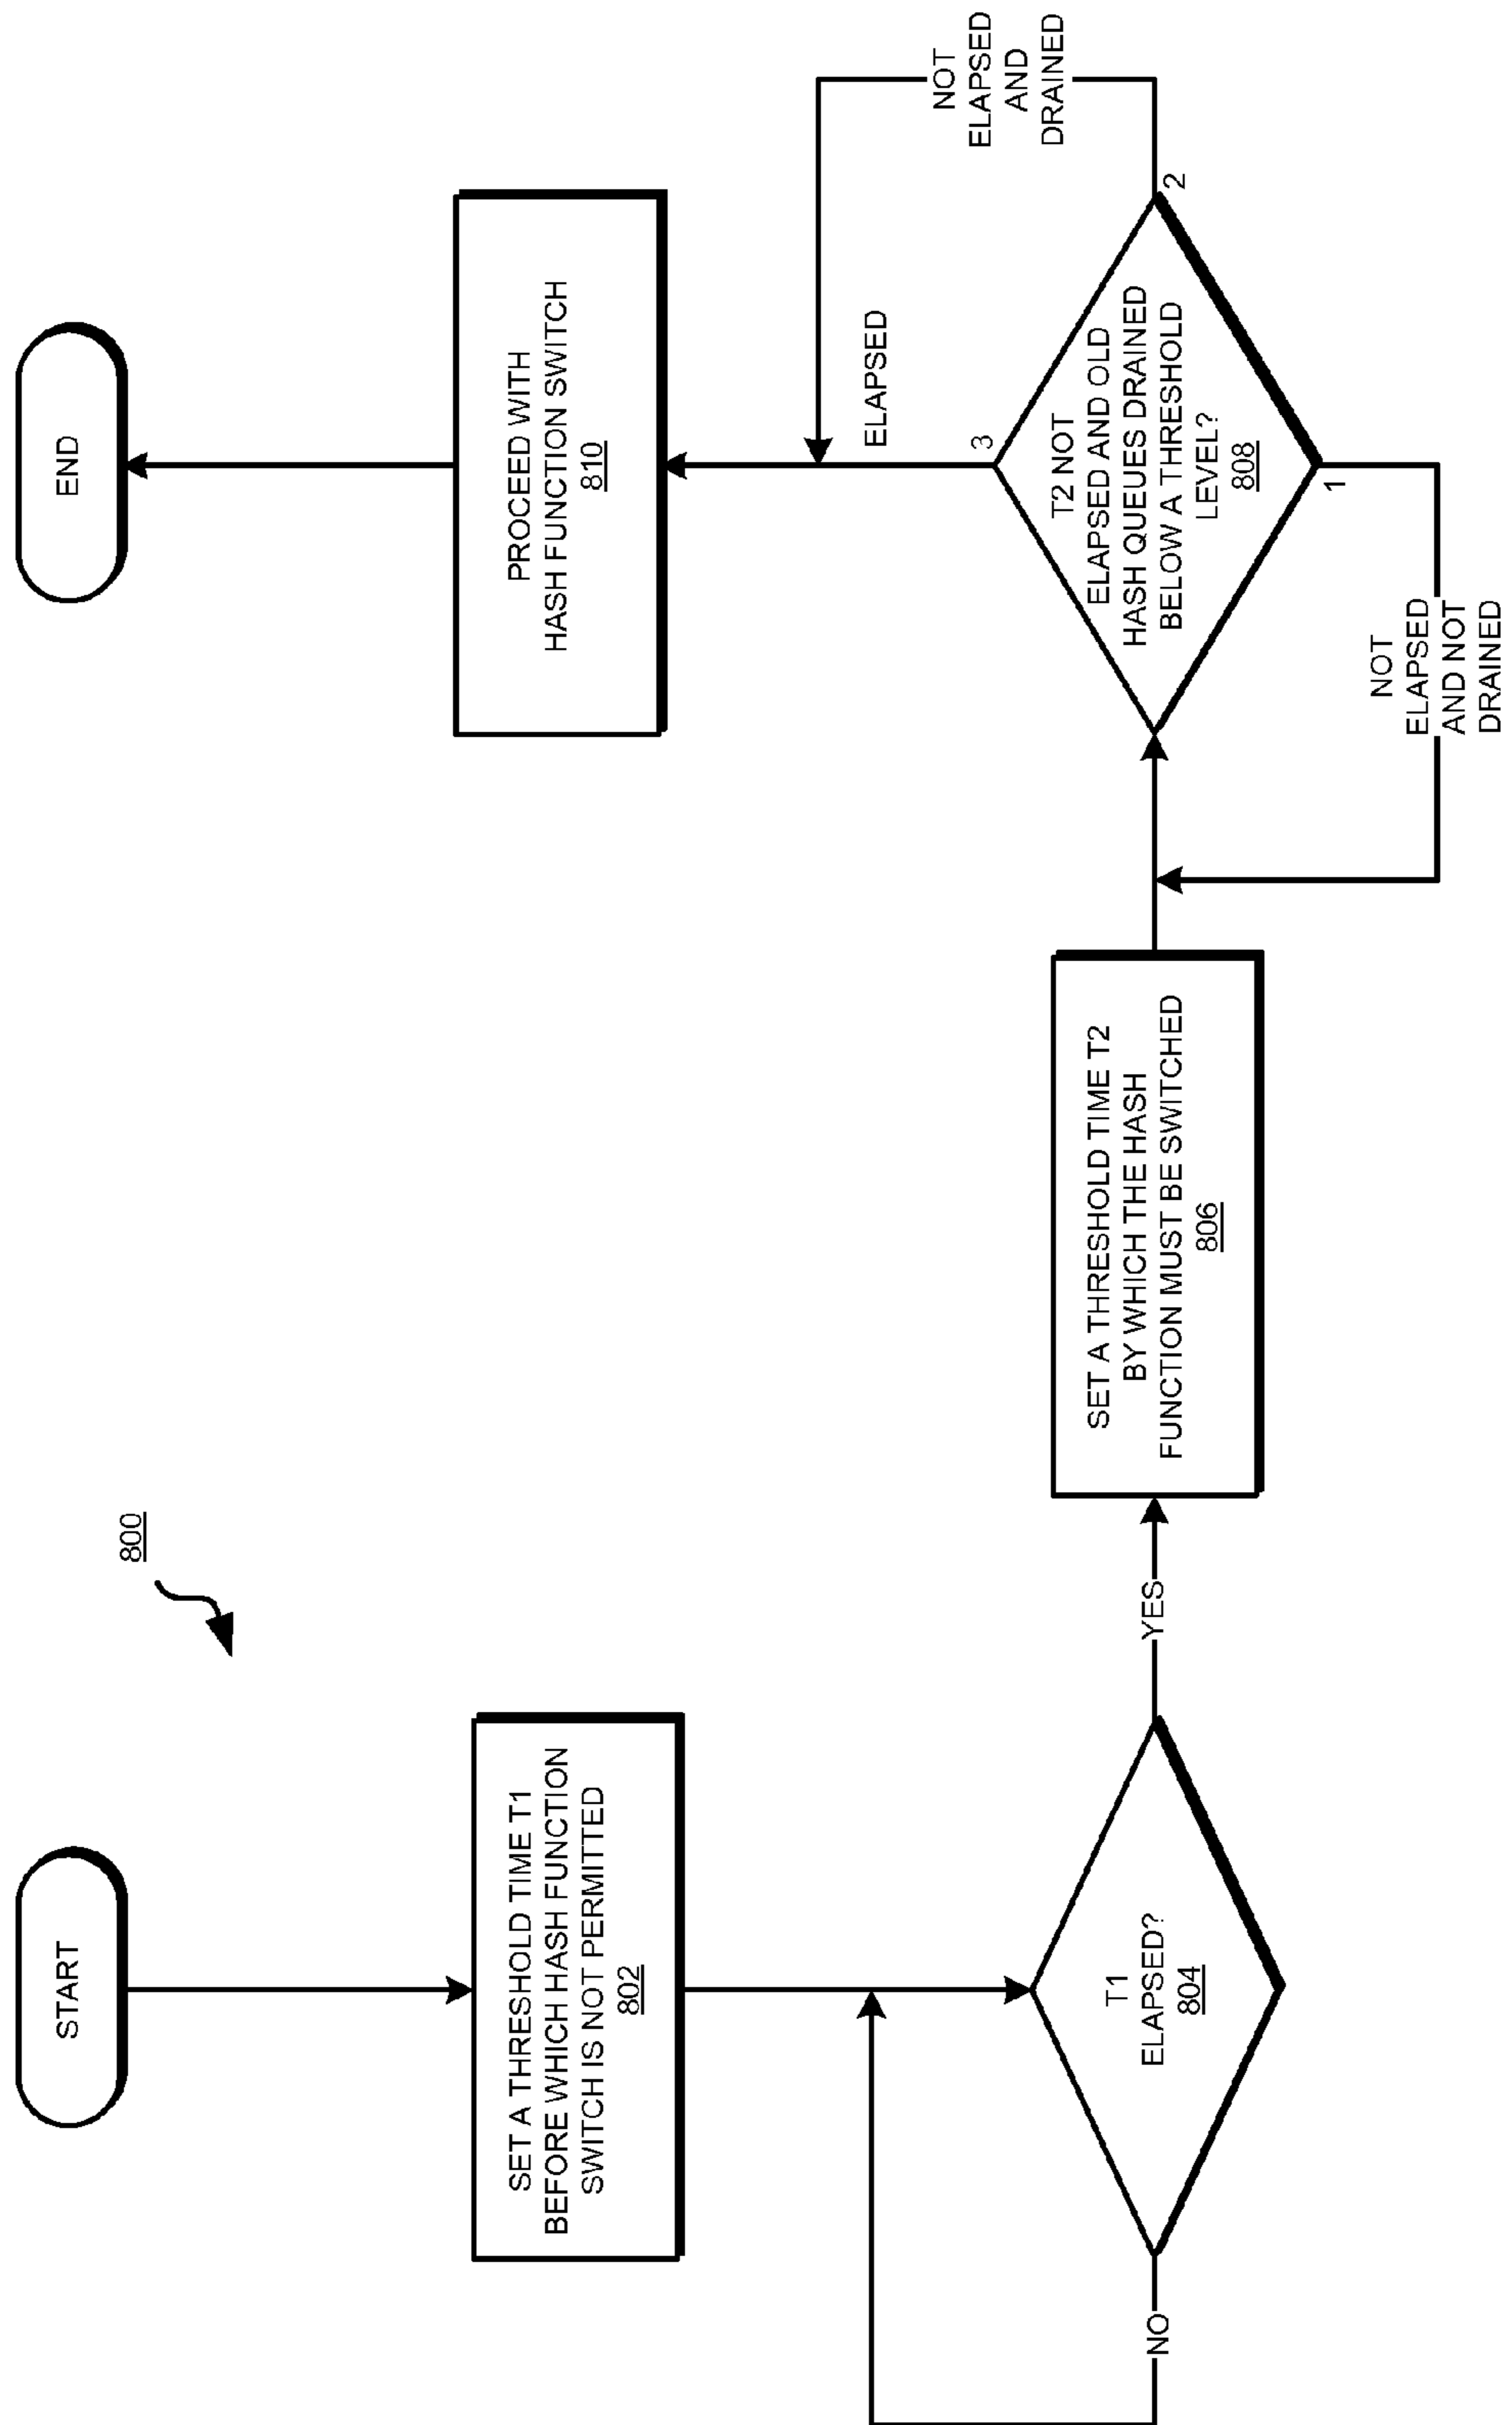 800
START
SET A THRESHOLD TIME T1
BEFORE WHICH HASH FUNCTION
SWITCH IS NOT PERMITTED
802
T1
ELAPSED?
804
NO
YES
SET A THRESHOLD TIME T2
BY WHICH THE HASH
FUNCTION MUST BE SWITCHED
806
T2 NOT
ELAPSED AND OLD
HASH QUEUES DRAINED
BELOW A THRESHOLD
LEVEL?
808
1
NOT
ELAPSED
AND NOT
DRAINED
2
NOT
ELAPSED
AND
DRAINED
3
ELAPSED
PROCEED WITH
HASH FUNCTION SWITCH
810
END